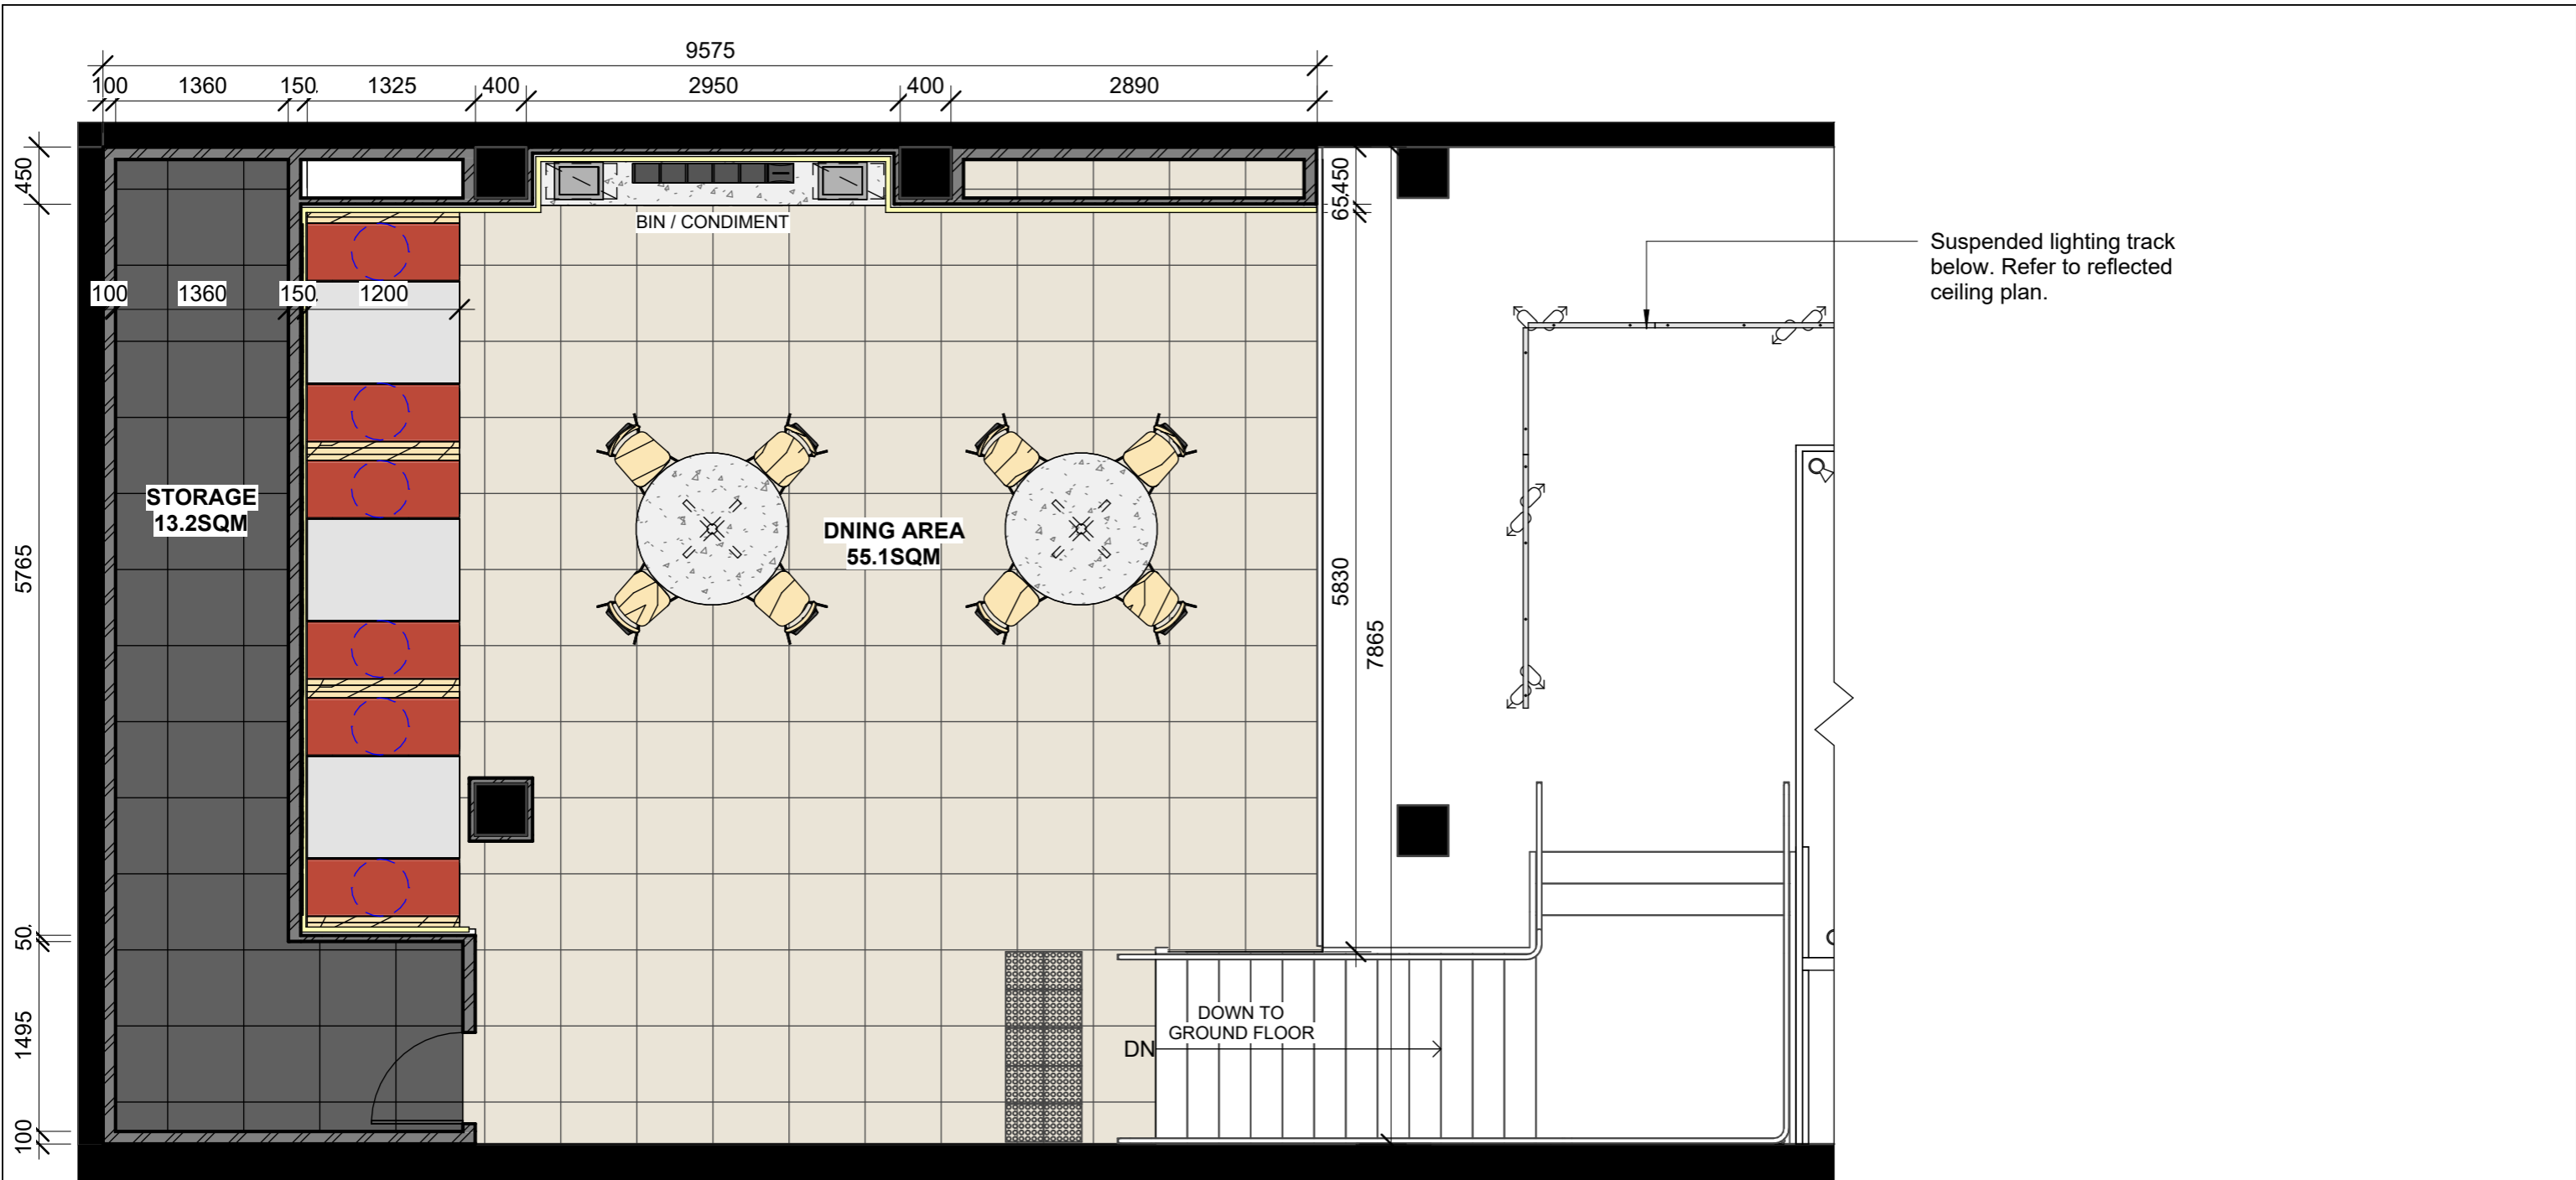 9575
100 1360 150 1325 400 2950 400 2890
450
65 450
BIN / CONDIMENT
Suspended lighting track
below. Refer to reflected
ceiling plan.
100 1360 150 1200
STORAGE
13.2SQM
DNING AREA
55.1SQM
5765
5830
7865
50
1495
100
DOWN TO
GROUND FLOOR
DN